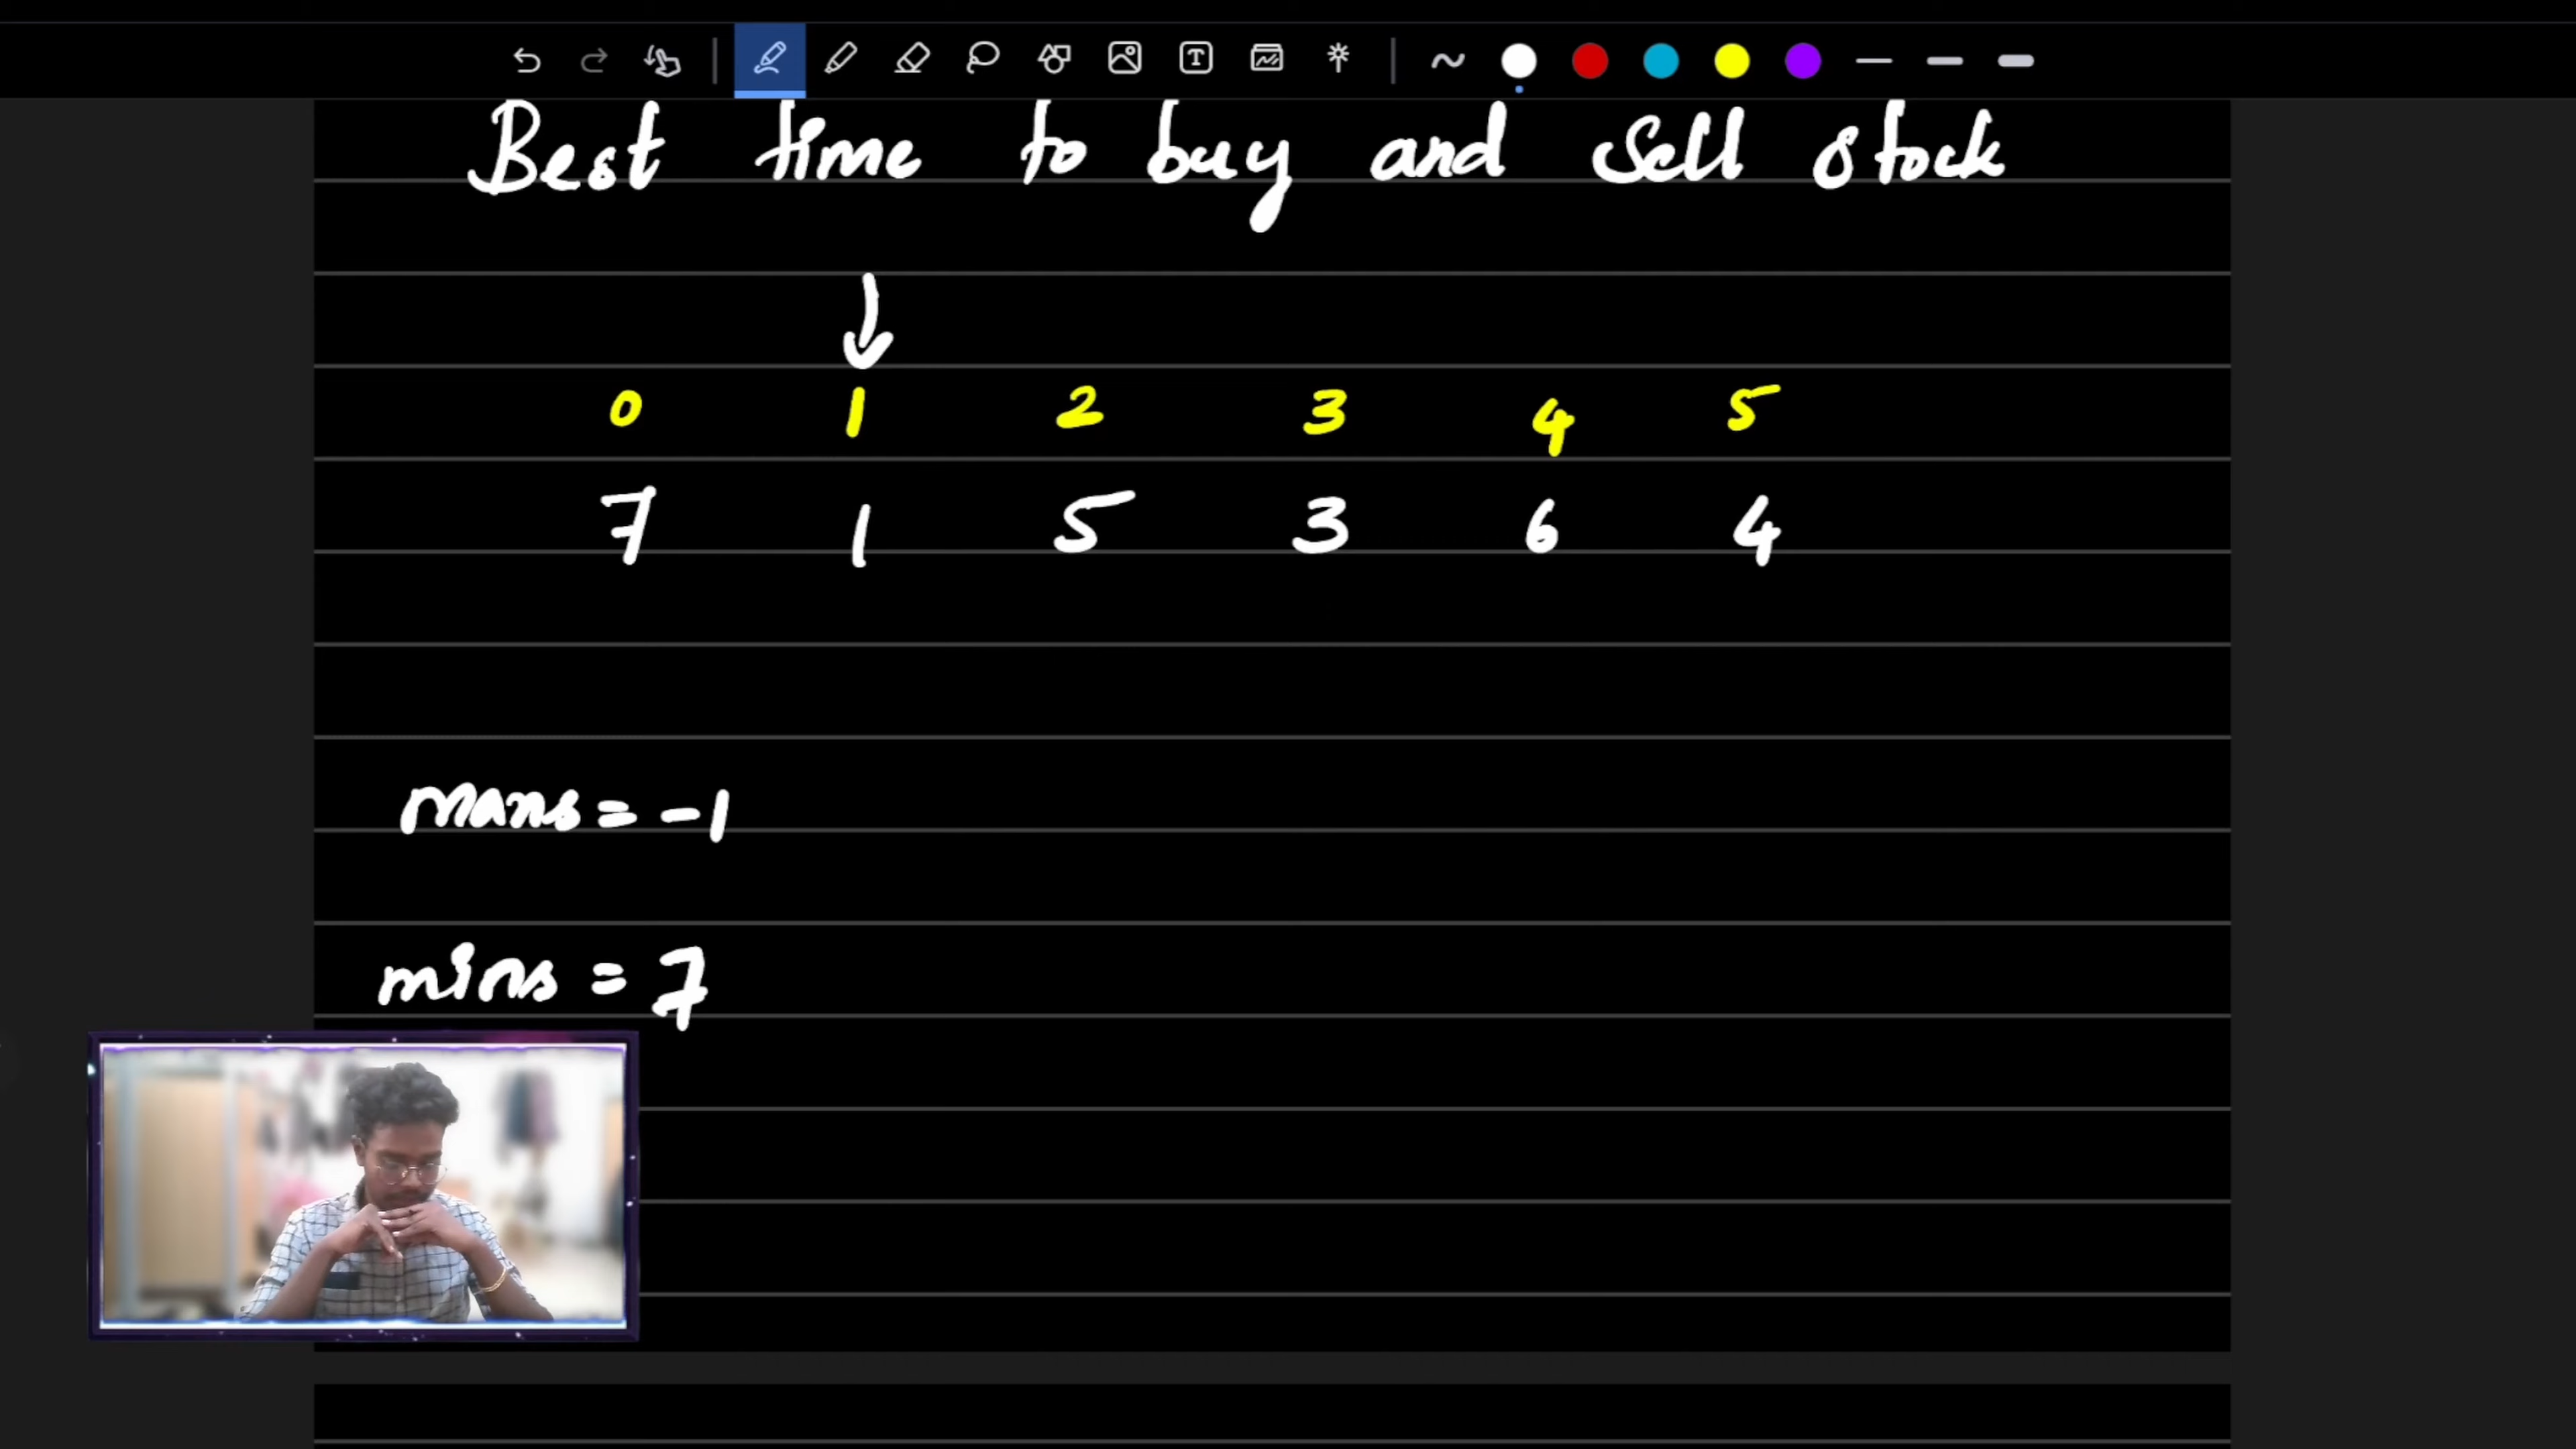 Best time to buy and sell stock
0 1 2 3 4 5
7 1 5 3 6 4
mans = -1
mins = 7